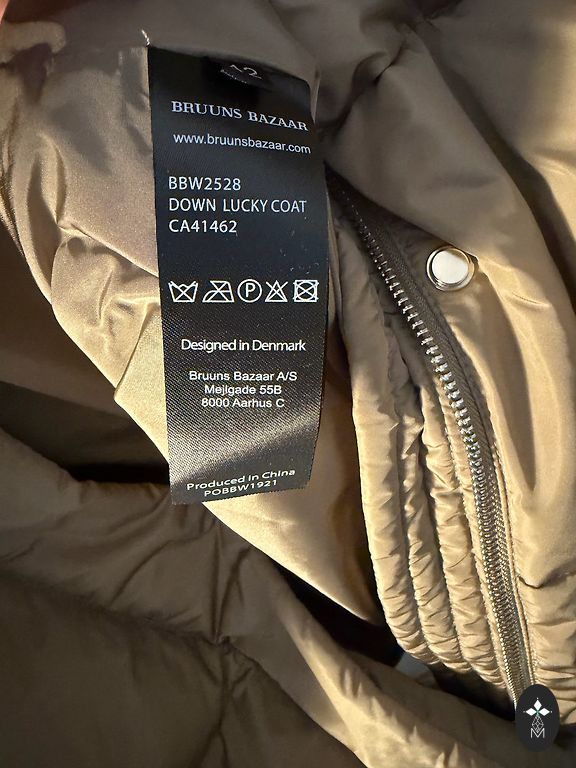 42
BRUUNS BAZAAR
www.bruunsbazaar.com
BBW2528
DOWN LUCKY COAT
CA41462
P
Designed in Denmark
Bruuns Bazaar A/S
Mejlgade 55B
8000 Aarhus C
Produced in China
POBBW1921
M